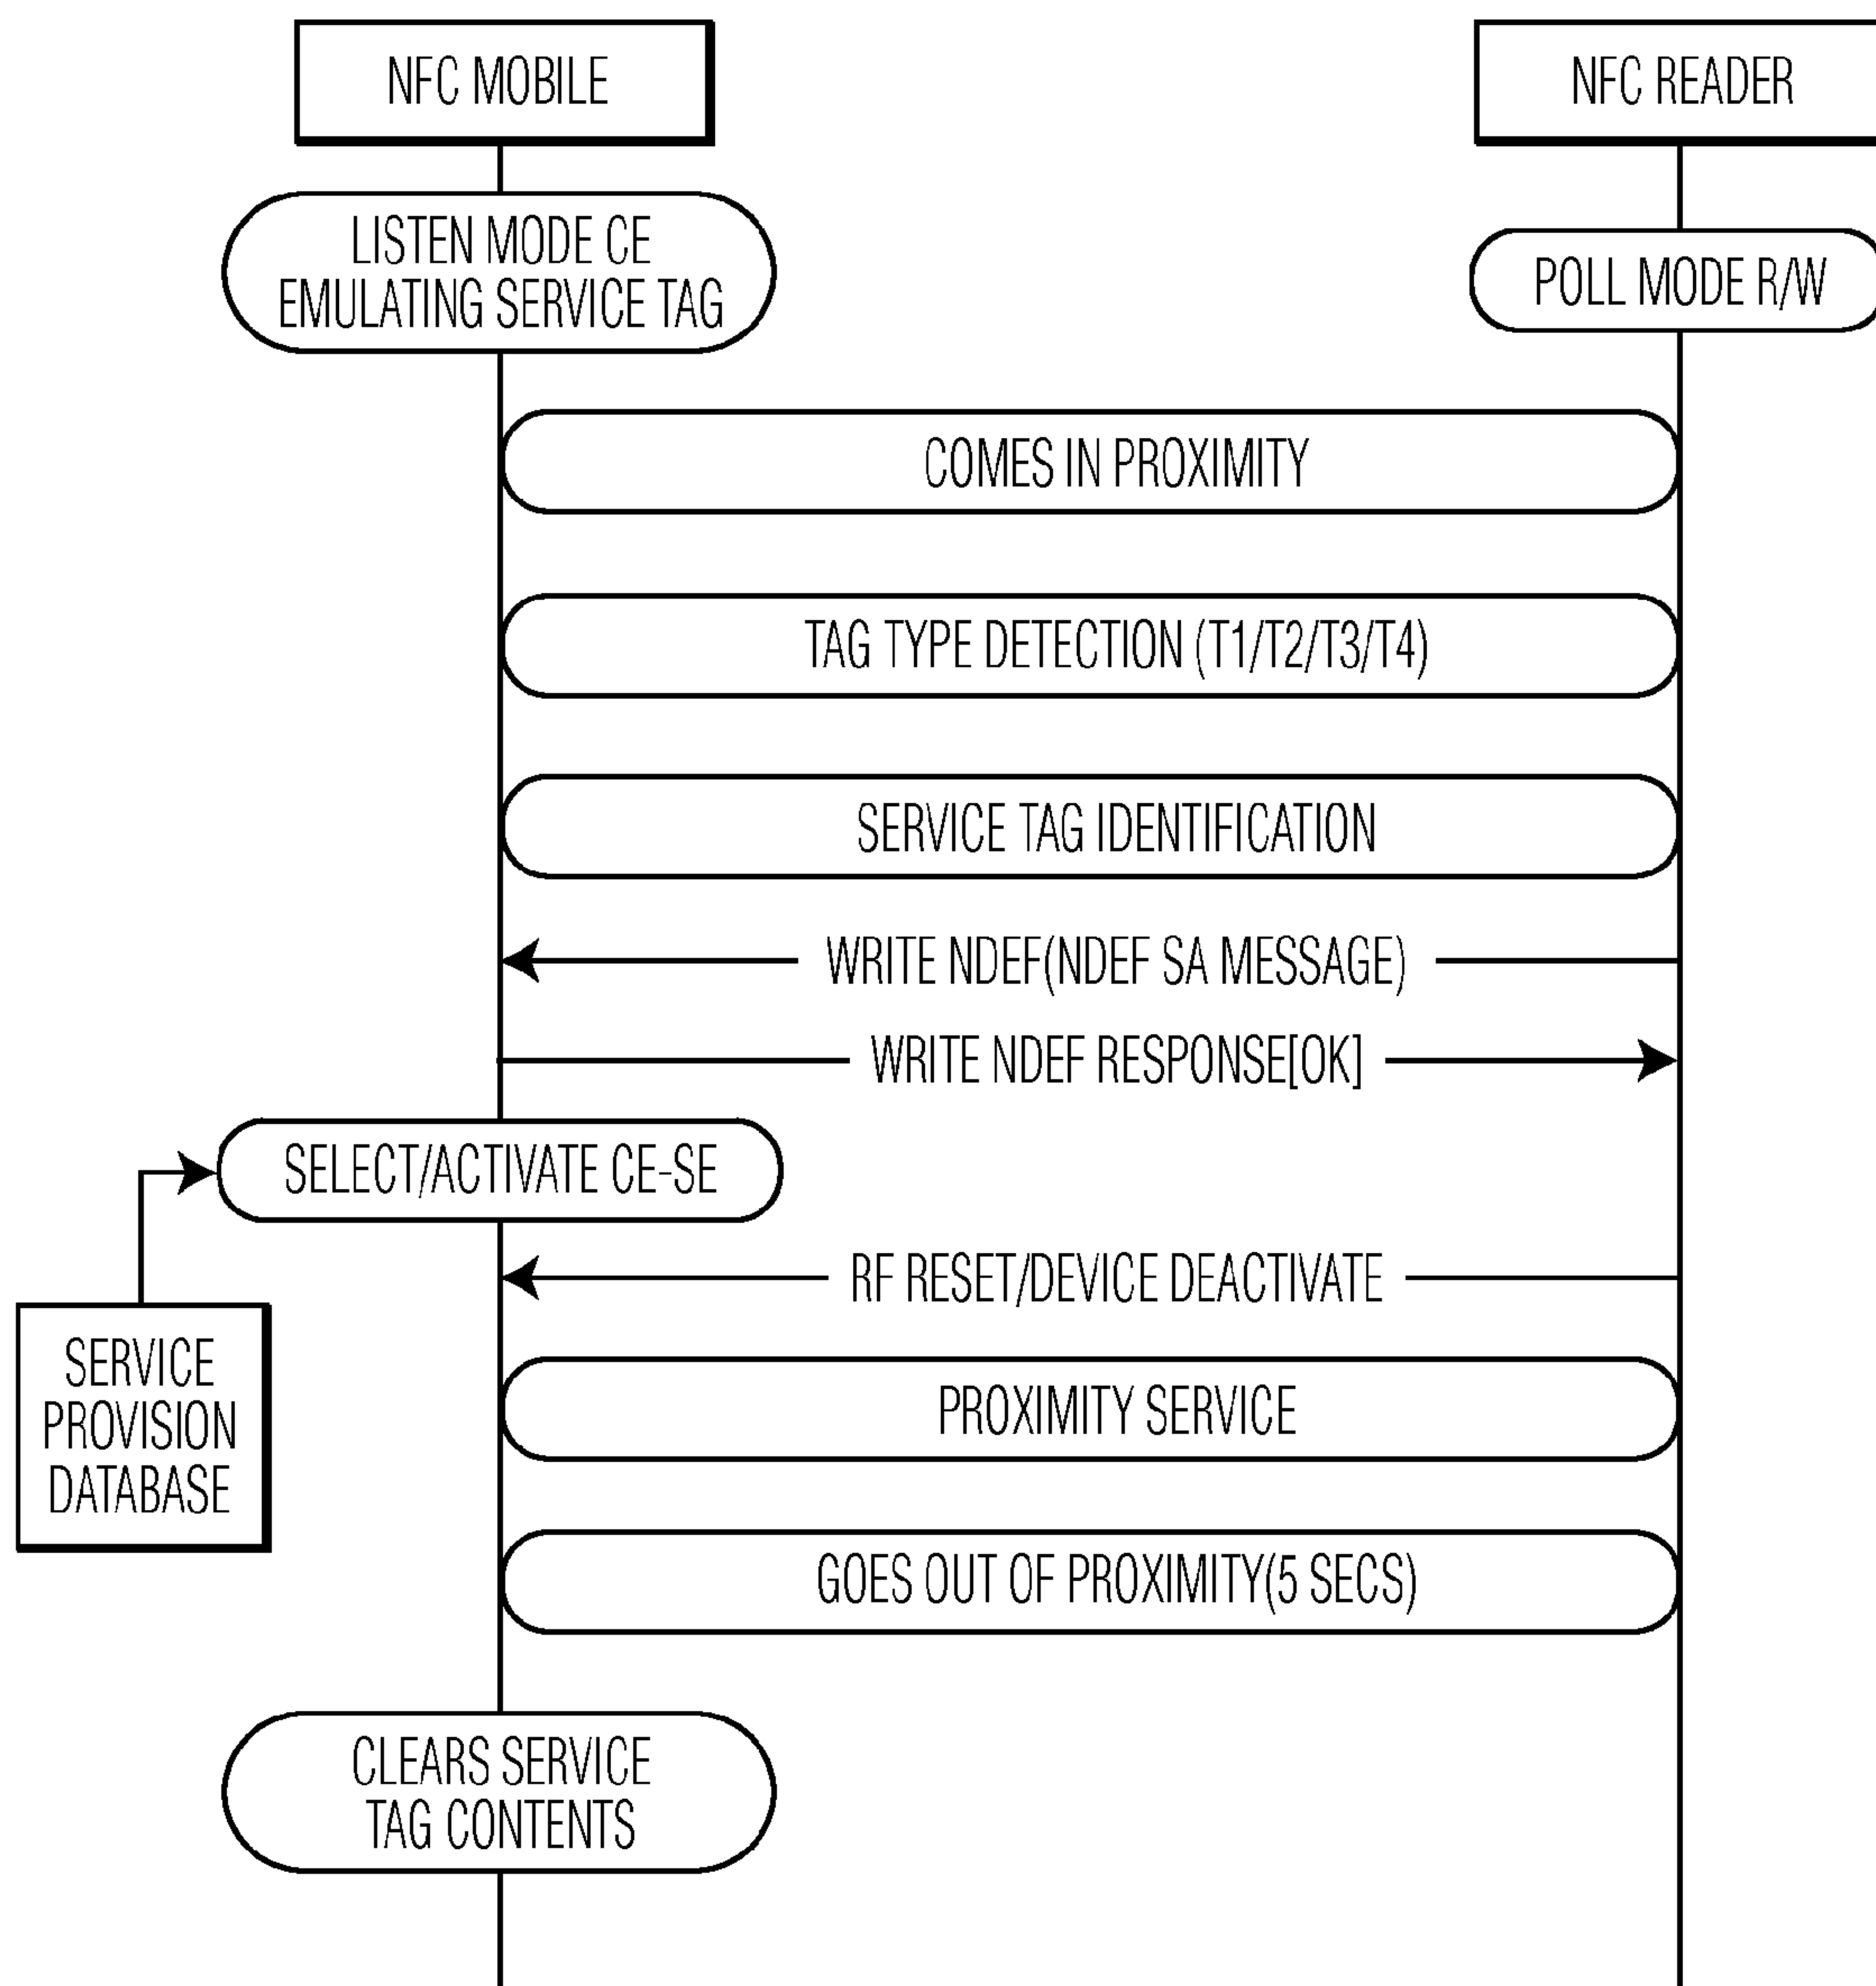 NFC MOBILE
NFC READER
LISTEN MODE CE
EMULATING SERVICE TAG
POLL MODE R/W
COMES IN PROXIMITY
TAG TYPE DETECTION (T1/T2/T3/T4)
SERVICE TAG IDENTIFICATION
WRITE NDEF(NDEF SA MESSAGE)
WRITE NDEF RESPONSE[OK]
SELECT/ACTIVATE CE-SE
RF RESET/DEVICE DEACTIVATE
SERVICE
PROVISION
DATABASE
PROXIMITY SERVICE
GOES OUT OF PROXIMITY(5 SECS)
CLEARS SERVICE
TAG CONTENTS